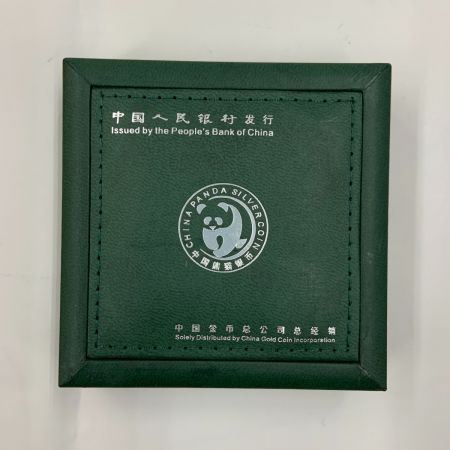 中国人民银行发行
Issued by the People's Bank of China
CHINA PANDA SILVER COIN
中国熊猫银币
中国金币总公司总经销
Solely Distributed by China Gold Coin Incorporation